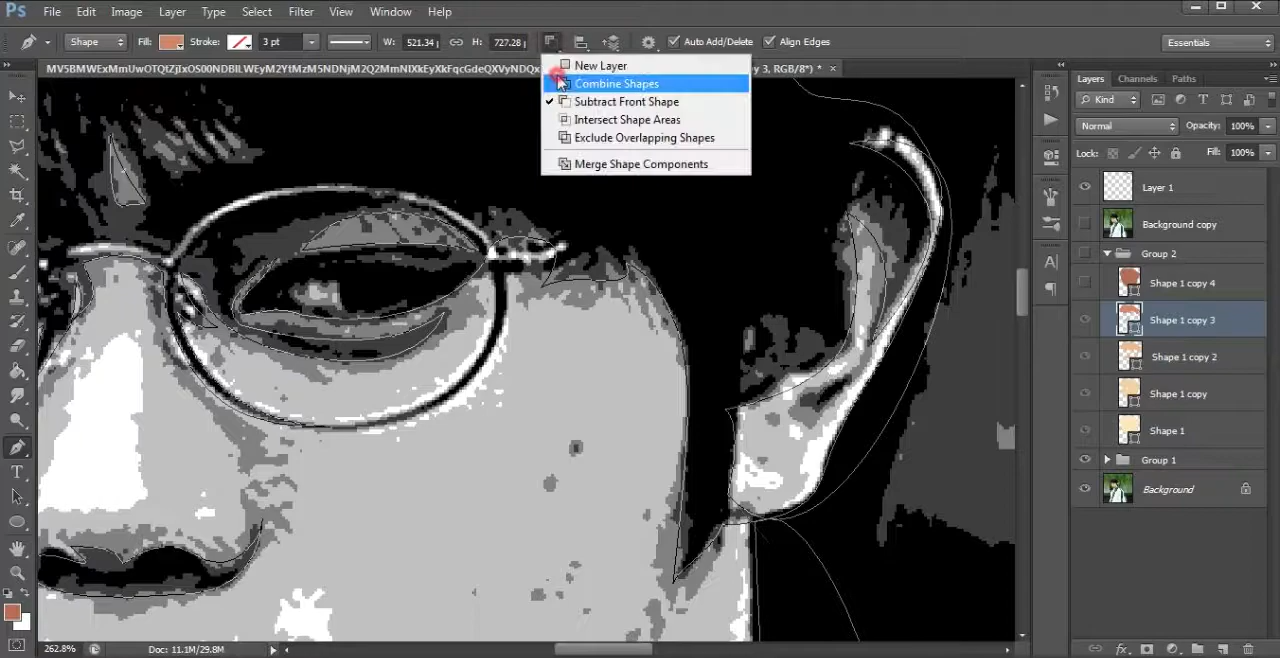 Ps File Edit Image Layer Type Select Filter View Window Help
Shape Fill: Stroke: 3 pt W: 521.34 H: 727.28 Auto Add/Delete Align Edges Essentials
y 3, RGB/8*) * ×
New Layer
Combine Shapes
Subtract Front Shape
Intersect Shape Areas
Exclude Overlapping Shapes
Merge Shape Components
Layers Channels Paths
Kind
Normal Opacity: 100%
Lock: Fill: 100%
Layer 1
Background copy
Group 2
Shape 1 copy 4
Shape 1 copy 3
Shape 1 copy 2
Shape 1 copy
Shape 1
Group 1
Background
262.8% Doc: 11.1M/29.8M